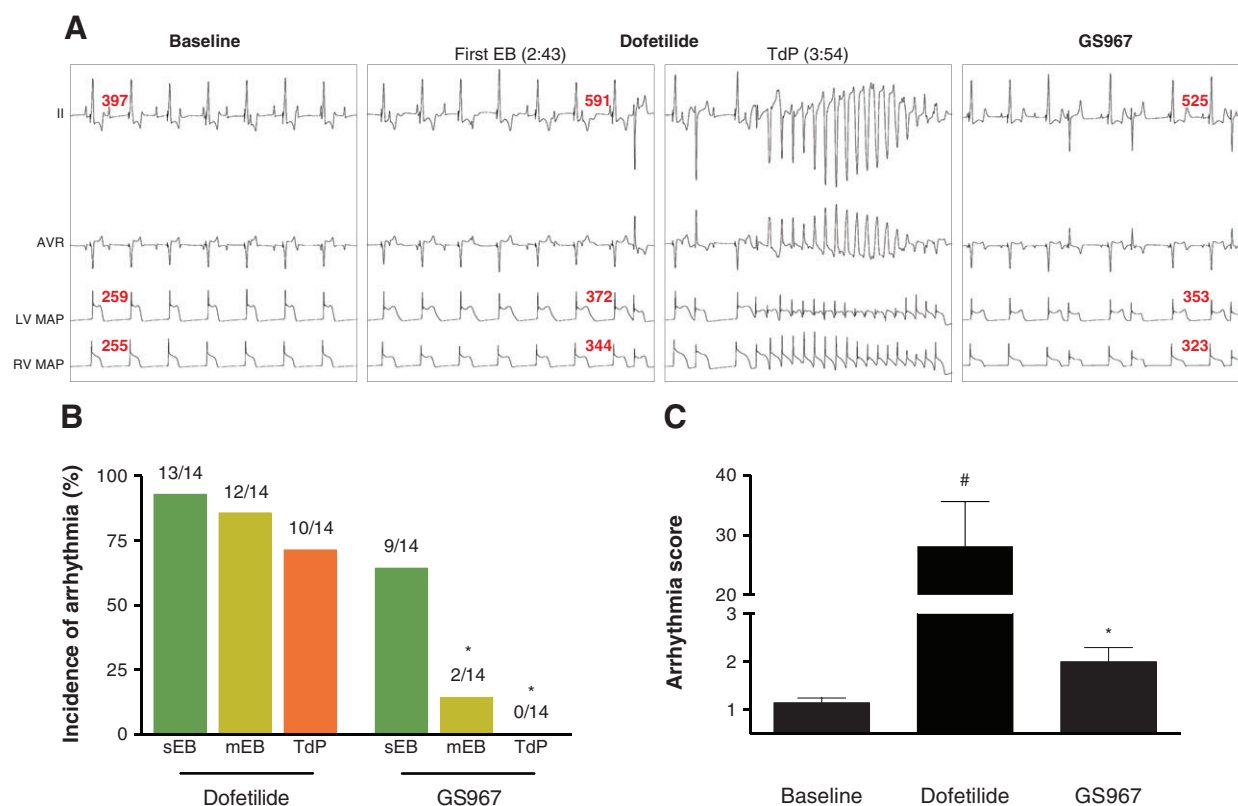 A
Baseline
Dofetilide
GS967
First EB (2:43)
TdP (3:54)
II
397
591
525
AVR
LV MAP
259
372
353
RV MAP
255
344
323
B
Incidence of arrhythmia (%)
100
75
50
25
0
13/14
12/14
10/14
9/14
*
2/14
*
0/14
sEB mEB TdP sEB mEB TdP
Dofetilide GS967
C
Arrhythmia score
40
30
20
3
2
1
#
*
Baseline Dofetilide GS967